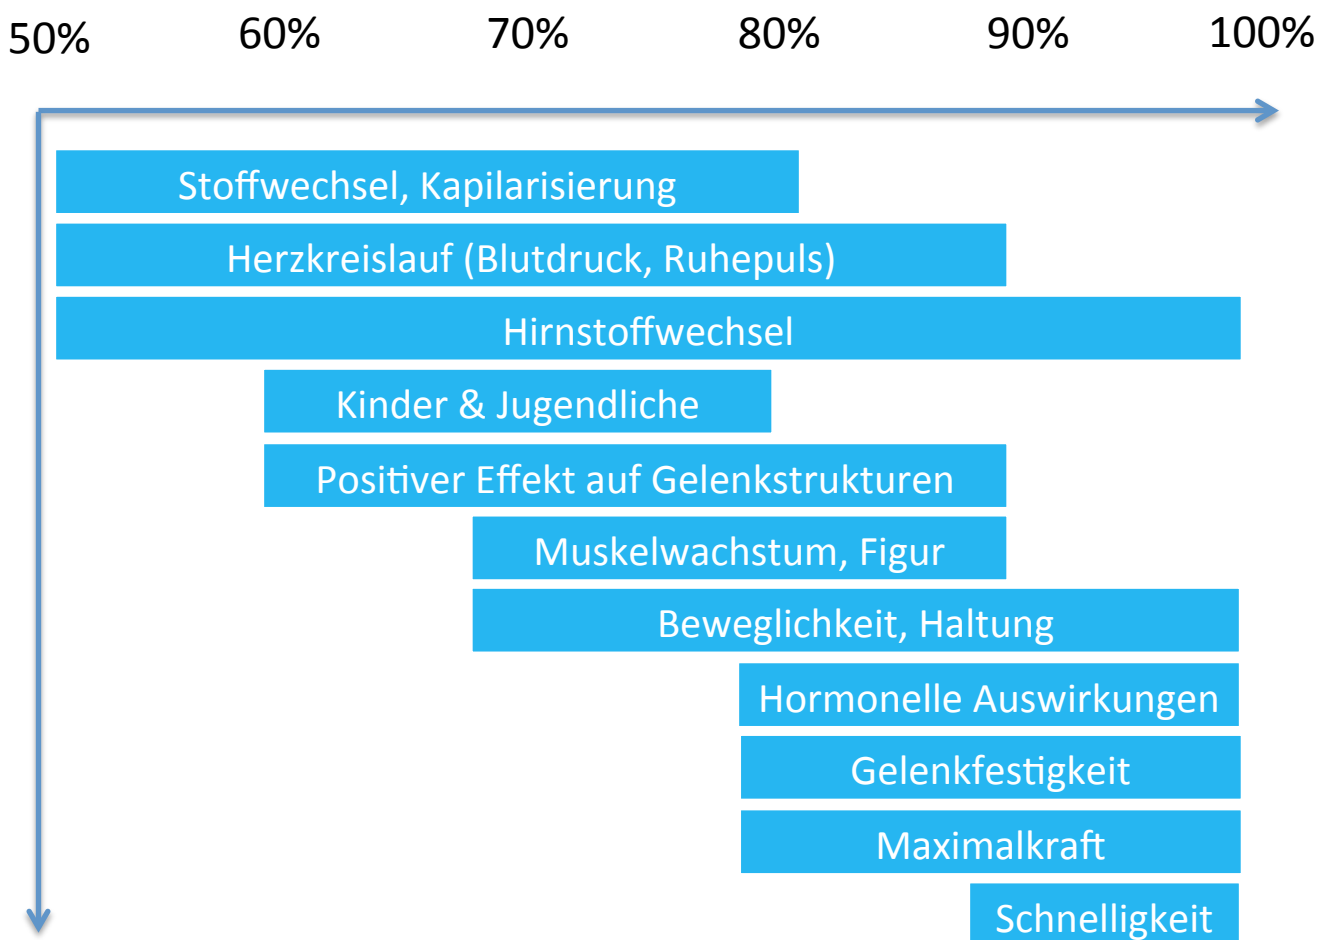 50% 60% 70% 80% 90% 100%
Stoffwechsel, Kapilarisierung
Herzkreislauf (Blutdruck, Ruhepuls)
Hirnstoffwechsel
Kinder & Jugendliche
Positiver Effekt auf Gelenkstrukturen
Muskelwachstum, Figur
Beweglichkeit, Haltung
Hormonelle Auswirkungen
Gelenkfestigkeit
Maximalkraft
Schnelligkeit